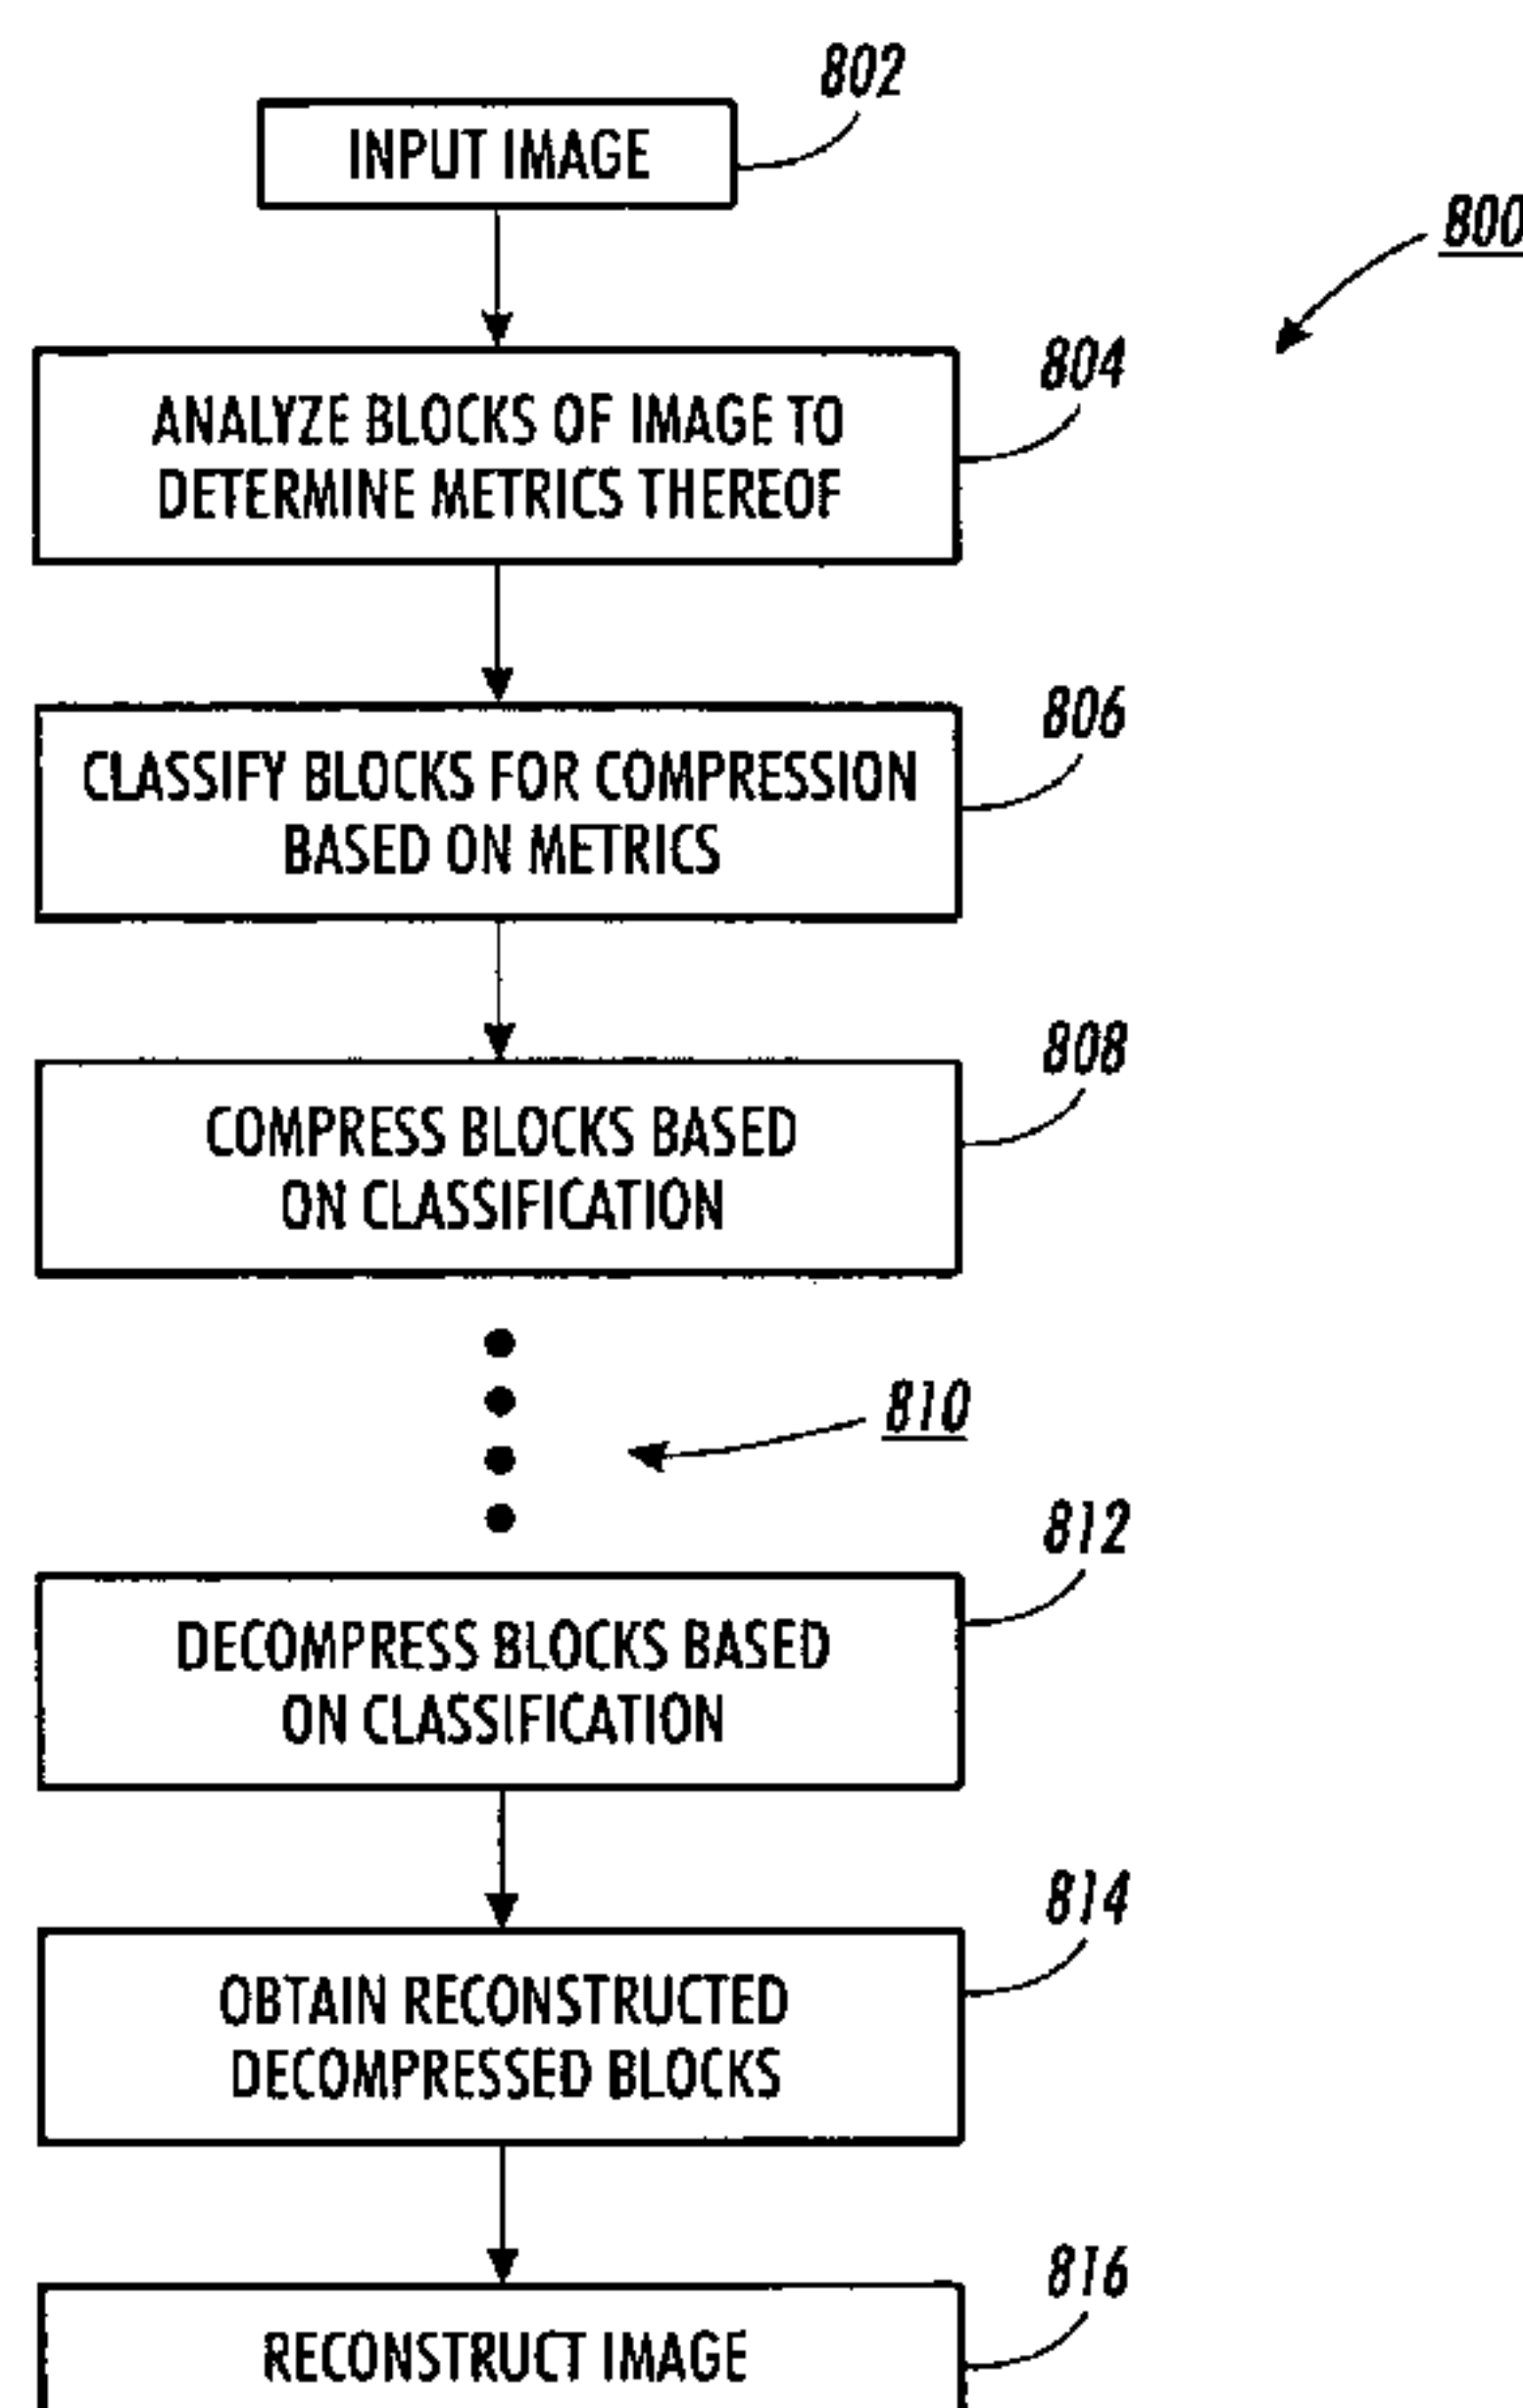 802
INPUT IMAGE
800
804
ANALYZE BLOCKS OF IMAGE TO
DETERMINE METRICS THEREOF
806
CLASSIFY BLOCKS FOR COMPRESSION
BASED ON METRICS
808
COMPRESS BLOCKS BASED
ON CLASSIFICATION
810
812
DECOMPRESS BLOCKS BASED
ON CLASSIFICATION
814
OBTAIN RECONSTRUCTED
DECOMPRESSED BLOCKS
816
RECONSTRUCT IMAGE